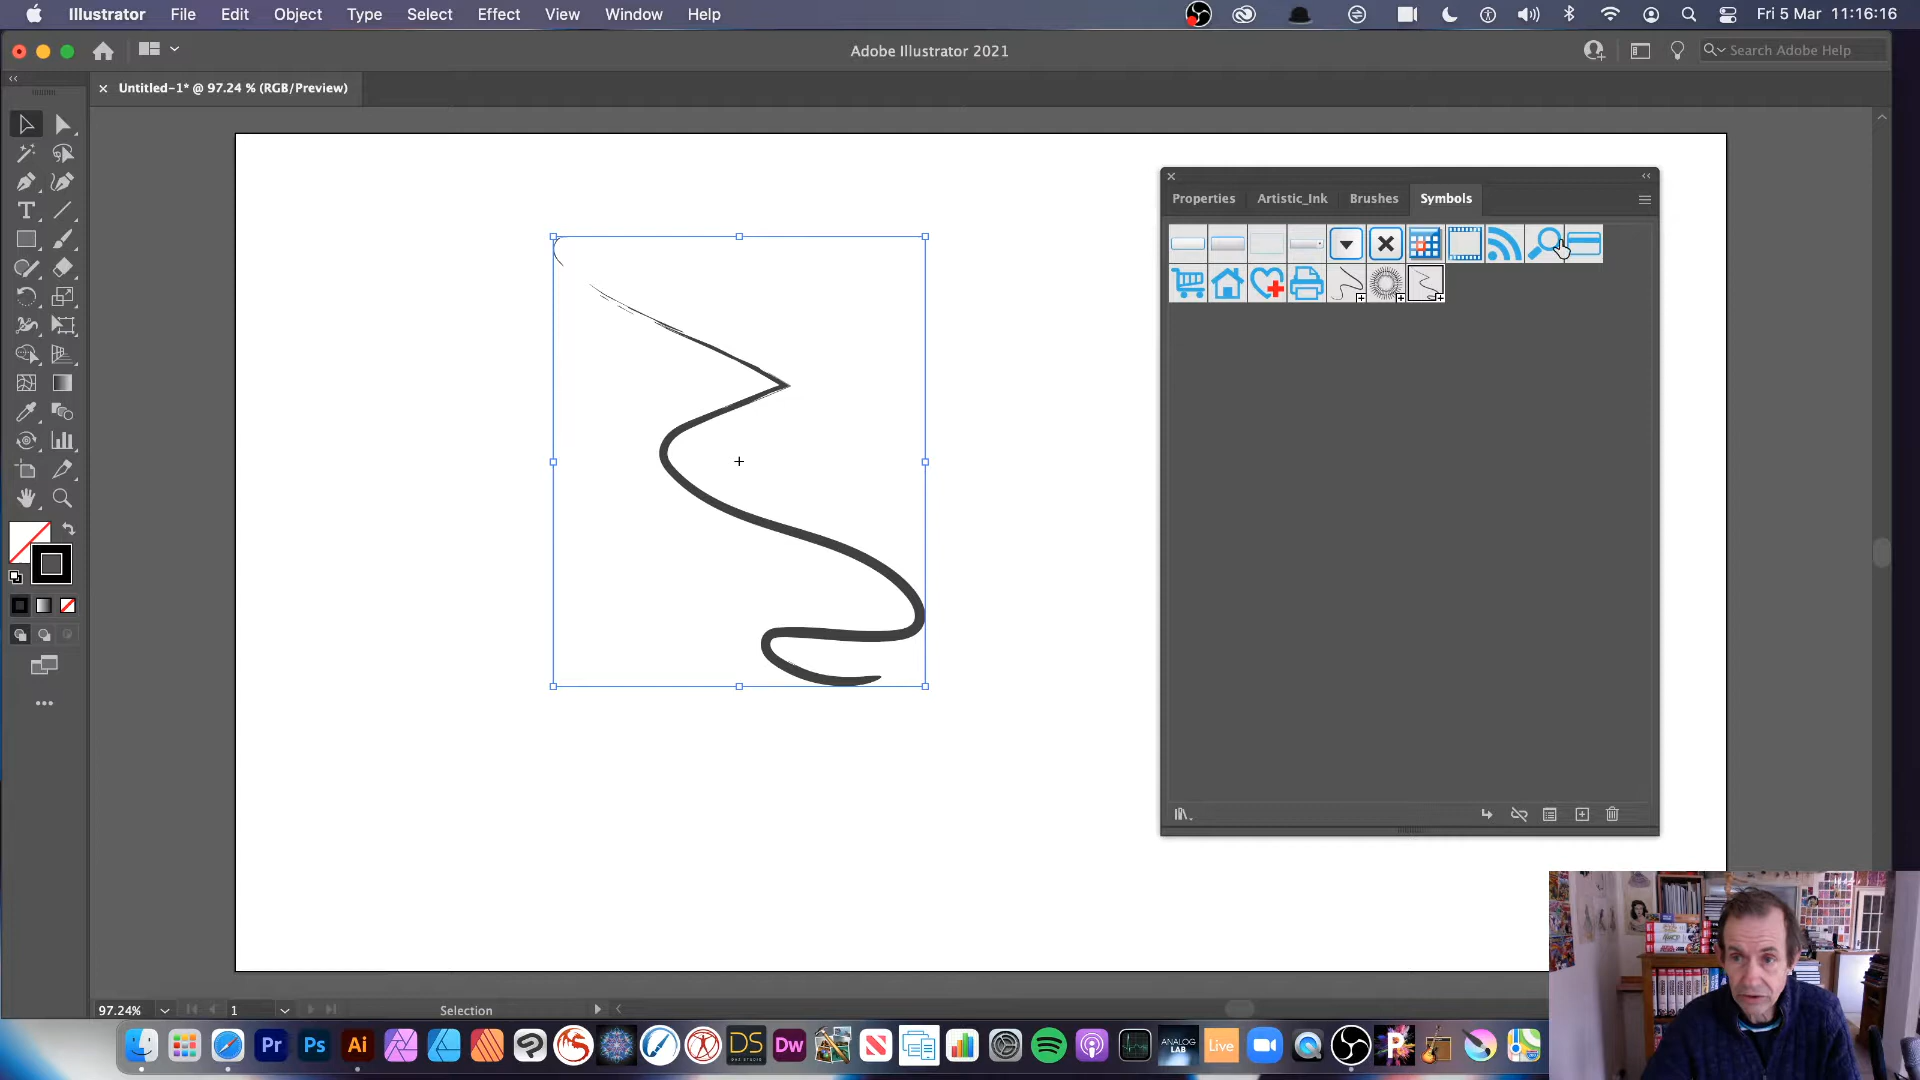 Illustrator File Edit Object Type Select Effect View Window Help
Fri 5 Mar 11:16:16
Adobe Illustrator 2021
Search Adobe Help
Untitled-1* @ 97.24 % (RGB/Preview)
Properties Artistic_Ink Brushes Symbols
97.24% 1 Selection
Pr Ps Ai DS Dw ANALOG LAB Live P